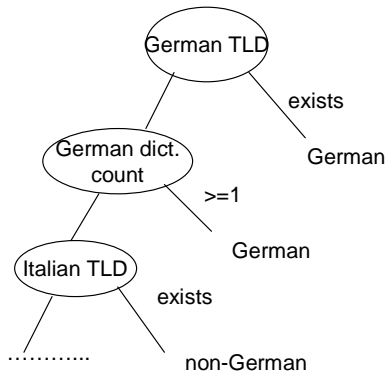 German TLD
exists
German
German dict.
count
>=1
German
Italian TLD
exists
non-German
………...